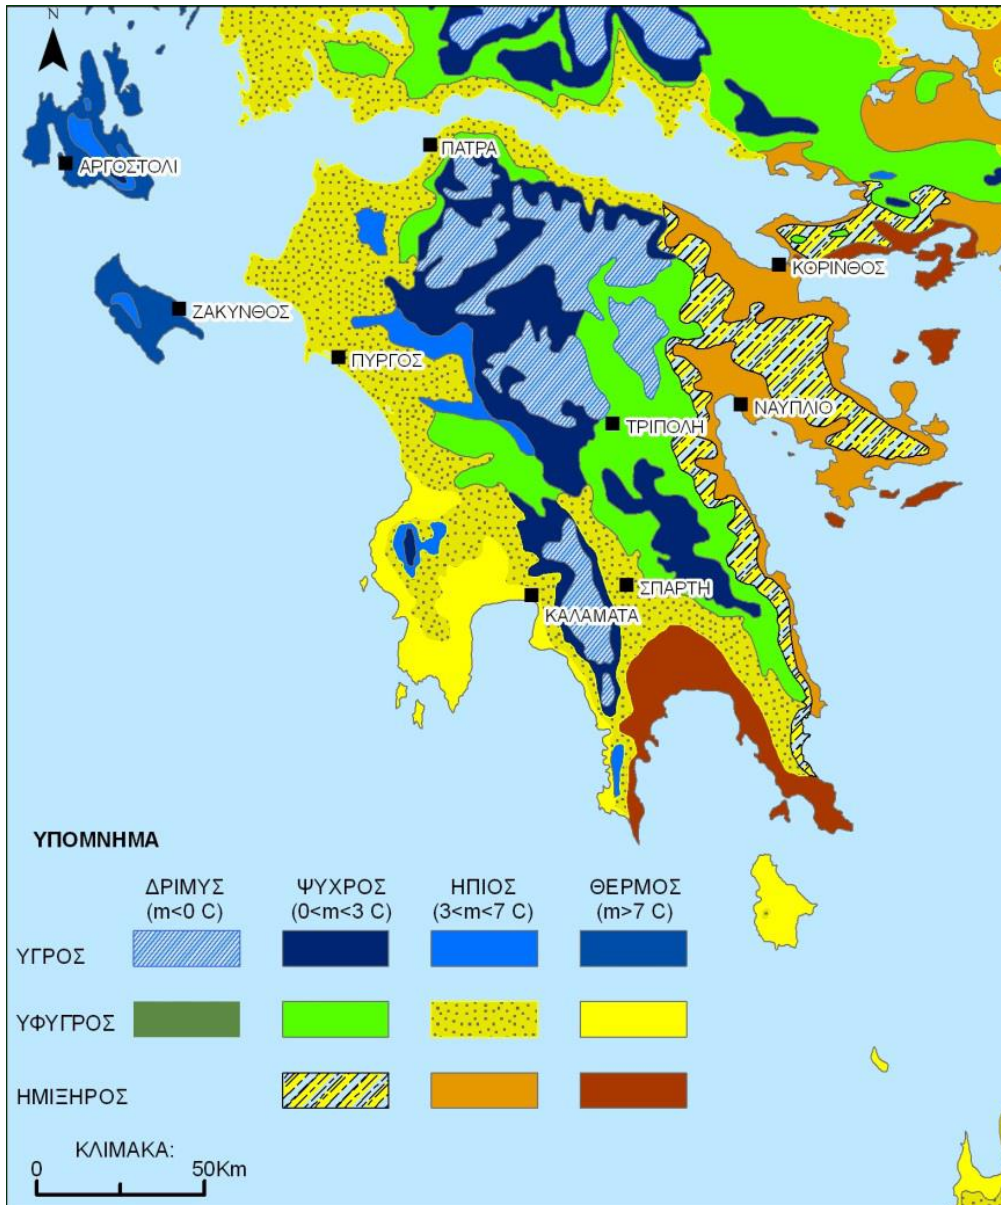 N
ΠΑΤΡΑ
ΑΡΓΟΣΤΟΛΙ
ΚΟΡΙΝΘΟΣ
ΖΑΚΥΝΘΟΣ
ΠΥΡΓΟΣ
ΝΑΥΠΛΙΟ
ΤΡΙΠΟΛΗ
ΣΠΑΡΤΗ
ΚΑΛΑΜΑΤΑ
ΥΠΟΜΝΗΜΑ
ΔΡΙΜΥΣ ΨΥΧΡΟΣ ΗΠΙΟΣ ΘΕΡΜΟΣ
(m<0 C) (0<m<3 C) (3<m<7 C) (m>7 C)
ΥΓΡΟΣ
ΥΦΥΓΡΟΣ
ΗΜΙΞΗΡΟΣ
ΚΛΙΜΑΚΑ:
0 50Km